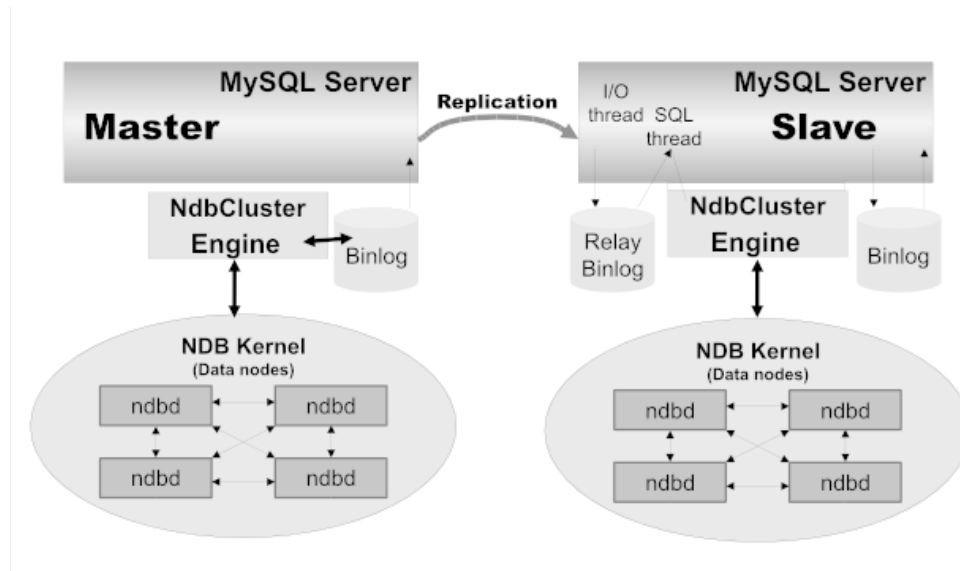 MySQL Server
Master
Replication
MySQL Server
I/O
thread
SQL
thread
Slave
NdbCluster
Engine
Binlog
Relay
Binlog
NdbCluster
Engine
Binlog
NDB Kernel
(Data nodes)
ndbd
ndbd
ndbd
ndbd
NDB Kernel
(Data nodes)
ndbd
ndbd
ndbd
ndbd